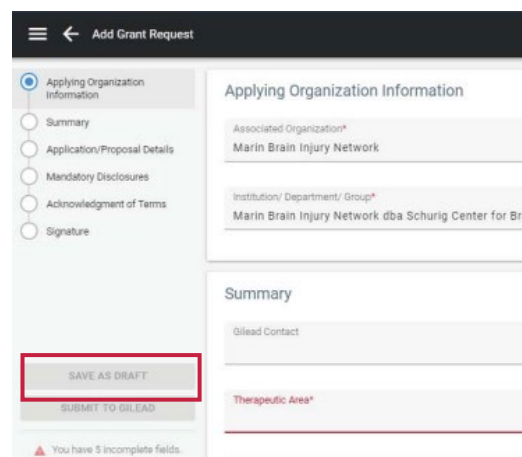 Add Grant Request
Applying Organization
Information
Summary
Application/Proposal Details
Mandatory Disclosures
Acknowledgment of Terms
Signature
SAVE AS DRAFT
SUBMIT TO GILEAD
You have 5 incomplete fields.
Applying Organization Information
Associated Organization*
Marin Brain Injury Network
Institution/ Department/ Group*
Marin Brain Injury Network dba Schurig Center for Br
Summary
Gilead Contact
Therapeutic Area*